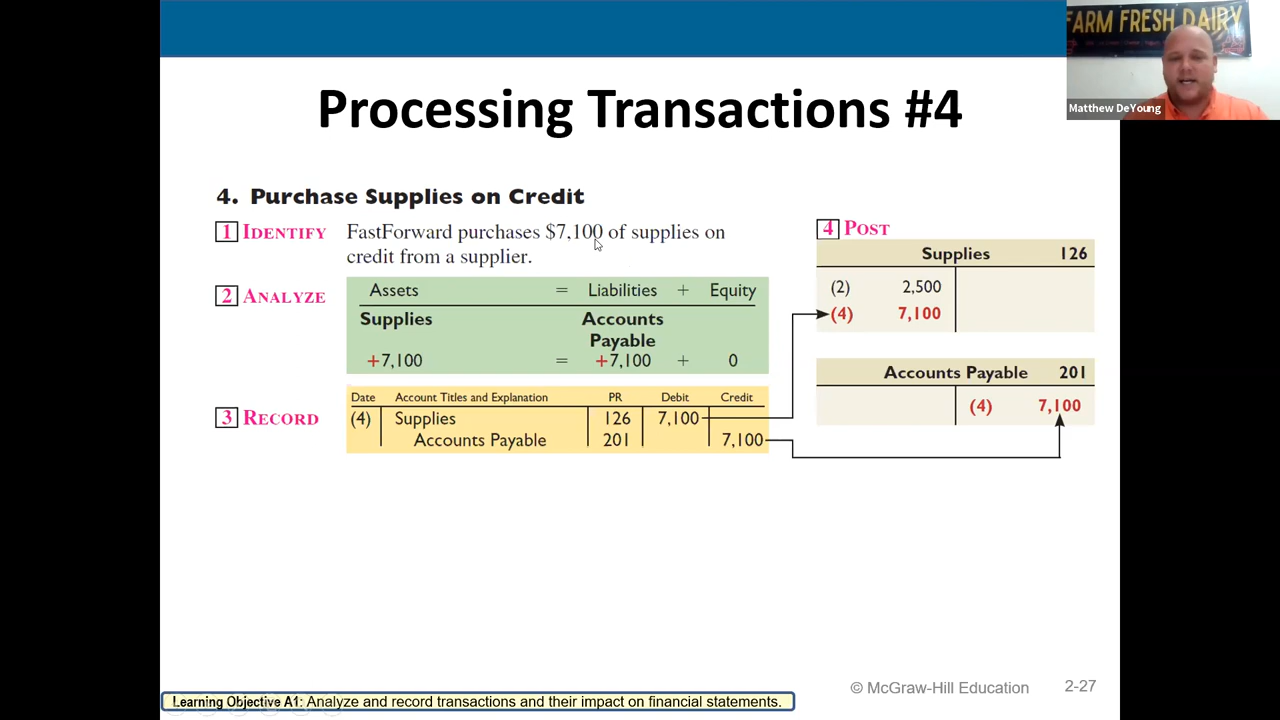 FARM FRESH DAIRY
Matthew DeYoung
Processing Transactions #4
4. Purchase Supplies on Credit
1 IDENTIFY
FastForward purchases $7,100 of supplies on
credit from a supplier.
2 ANALYZE
Assets = Liabilities + Equity
Supplies Accounts
Payable
+7,100 = +7,100 + 0
3 RECORD
Date Account Titles and Explanation PR Debit Credit
(4) Supplies 126 7,100
Accounts Payable 201 7,100
4 POST
Supplies 126
(2) 2,500
(4) 7,100
Accounts Payable 201
(4) 7,100
Learning Objective A1: Analyze and record transactions and their impact on financial statements.
© McGraw-Hill Education 2-27